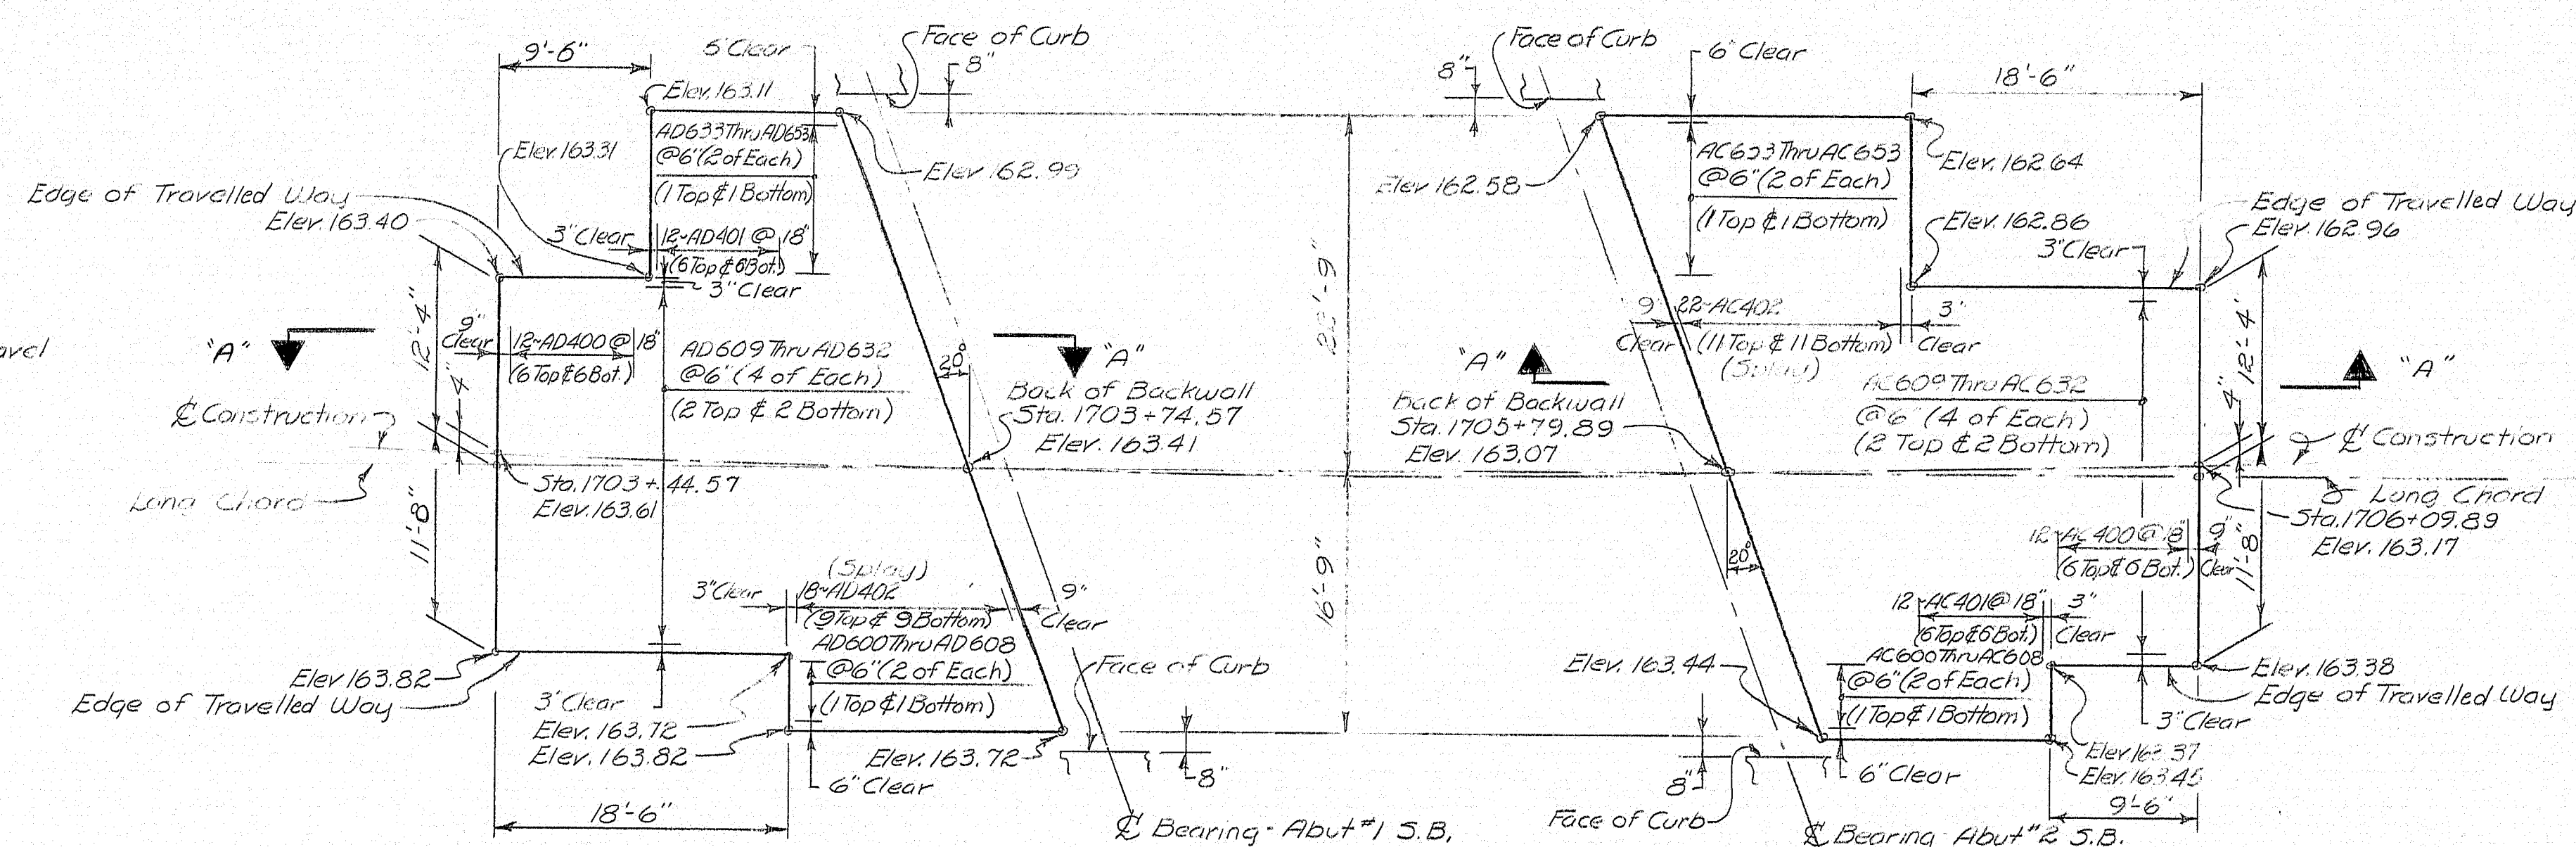 9'-6"
6" Clear
Face of Curb
8"
Elev. 163.11
AD633 Thru AD653
@6" (2 of Each)
(1 Top & 1 Bottom)
Elev. 163.31
Elev 162.99
Edge of Travelled Way
Elev. 163.40
3" Clear
12-AD401 @ 18"
(6 Top & 6 Bot.)
3" Clear
12'-4"
9"
Clear
12-AD400 @ 18"
(6 Top & 6 Bot.)
AD609 Thru AD632
@6" (4 of Each)
(2 Top & 2 Bottom)
"A"
"A"
20°
Back of Backwall
Sta. 1703+74.57
Elev. 163.41
4"
℄ Construction
Long Chord
Sta. 1703+44.57
Elev. 163.61
11'-8"
(Splay)
3" Clear
18-AD402
(9 Top & 9 Bottom)
9"
Clear
AD600 Thru AD608
@6" (2 of Each)
(1 Top & 1 Bottom)
Elev 163.82
Edge of Travelled Way
3" Clear
Elev. 163.72
Elev. 163.82
Elev. 163.72
6" Clear
Face of Curb
8"
18'-6"
℄ Bearing - Abut #1 S.B.
16'-9"
Face of Curb
8"
6" Clear
18'-6"
AC633 Thru AC653
@6" (2 of Each)
(1 Top & 1 Bottom)
Elev 162.58
Elev. 162.64
Elev. 162.86
Edge of Travelled Way
Elev. 162.96
3" Clear
9"
Clear
22-AC402
(11 Top & 11 Bottom)
(Splay)
3"
Clear
12'-4"
"A"
"A"
AC609 Thru AC632
@6" (4 of Each)
(2 Top & 2 Bottom)
Back of Backwall
Sta. 1705+79.89
Elev. 163.07
4"
℄ Construction
Long Chord
Sta. 1706+09.89
Elev. 163.17
20°
12-AC400 @ 18"
(6 Top & 6 Bot.)
9"
Clear
11'-8"
12-AC401 @ 18"
(6 Top & 6 Bot.)
3"
Clear
AC600 Thru AC608
@6" (2 of Each)
(1 Top & 1 Bottom)
Elev. 163.44
Elev. 163.38
Edge of Travelled Way
3" Clear
Elev 163.37
Elev. 163.45
6" Clear
8"
Face of Curb
9'-6"
℄ Bearing Abut #2 S.B.